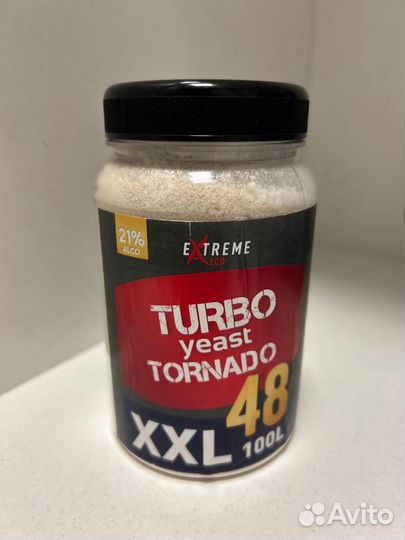 21%
ALCO
EXTREME
ALCO
TURBO
yeast
TORNADO
48
XXL 100L
Avito